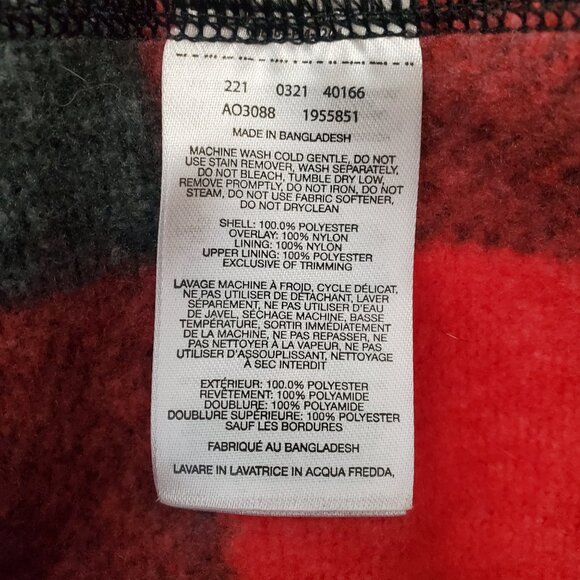 221 0321 40166
AO3088 1955851
MADE IN BANGLADESH
MACHINE WASH COLD GENTLE, DO NOT
USE STAIN REMOVER, WASH SEPARATELY,
DO NOT BLEACH, TUMBLE DRY LOW,
REMOVE PROMPTLY, DO NOT IRON, DO NOT
STEAM, DO NOT USE FABRIC SOFTENER,
DO NOT DRYCLEAN
SHELL: 100.0% POLYESTER
OVERLAY: 100% NYLON
LINING: 100% NYLON
UPPER LINING: 100% POLYESTER
EXCLUSIVE OF TRIMMING
LAVAGE MACHINE À FROID, CYCLE DÉLICAT,
NE PAS UTILISER DE DÉTACHANT, LAVER
SÉPARÉMENT, NE PAS UTILISER D'EAU
DE JAVEL, SÉCHAGE MACHINE, BASSE
TEMPÉRATURE, SORTIR IMMÉDIATEMENT
DE LA MACHINE, NE PAS REPASSER, NE
PAS NETTOYER À LA VAPEUR, NE PAS
UTILISER D'ASSOUPLISSANT, NETTOYAGE
À SEC INTERDIT
EXTÉRIEUR: 100.0% POLYESTER
REVÊTEMENT: 100% POLYAMIDE
DOUBLURE: 100% POLYAMIDE
DOUBLURE SUPÉRIEURE: 100% POLYESTER
SAUF LES BORDURES
FABRIQUÉ AU BANGLADESH
LAVARE IN LAVATRICE IN ACQUA FREDDA,